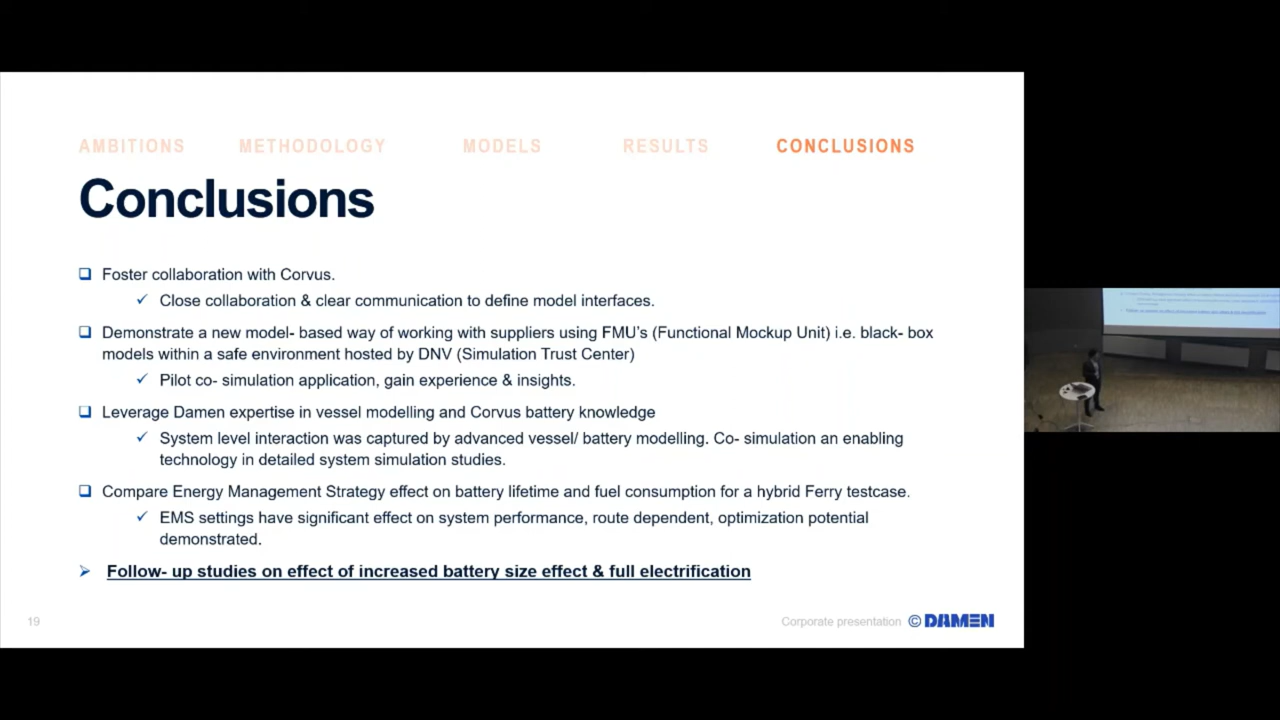 AMBITIONS METHODOLOGY MODELS RESULTS CONCLUSIONS
Conclusions
Foster collaboration with Corvus.
Close collaboration & clear communication to define model interfaces.
Demonstrate a new model- based way of working with suppliers using FMU's (Functional Mockup Unit) i.e. black- box
models within a safe environment hosted by DNV (Simulation Trust Center)
Pilot co- simulation application, gain experience & insights.
Leverage Damen expertise in vessel modelling and Corvus battery knowledge
System level interaction was captured by advanced vessel/ battery modelling. Co- simulation an enabling
technology in detailed system simulation studies.
Compare Energy Management Strategy effect on battery lifetime and fuel consumption for a hybrid Ferry testcase.
EMS settings have significant effect on system performance, route dependent, optimization potential
demonstrated.
Follow- up studies on effect of increased battery size effect & full electrification
19
Corporate presentation © DAMEN